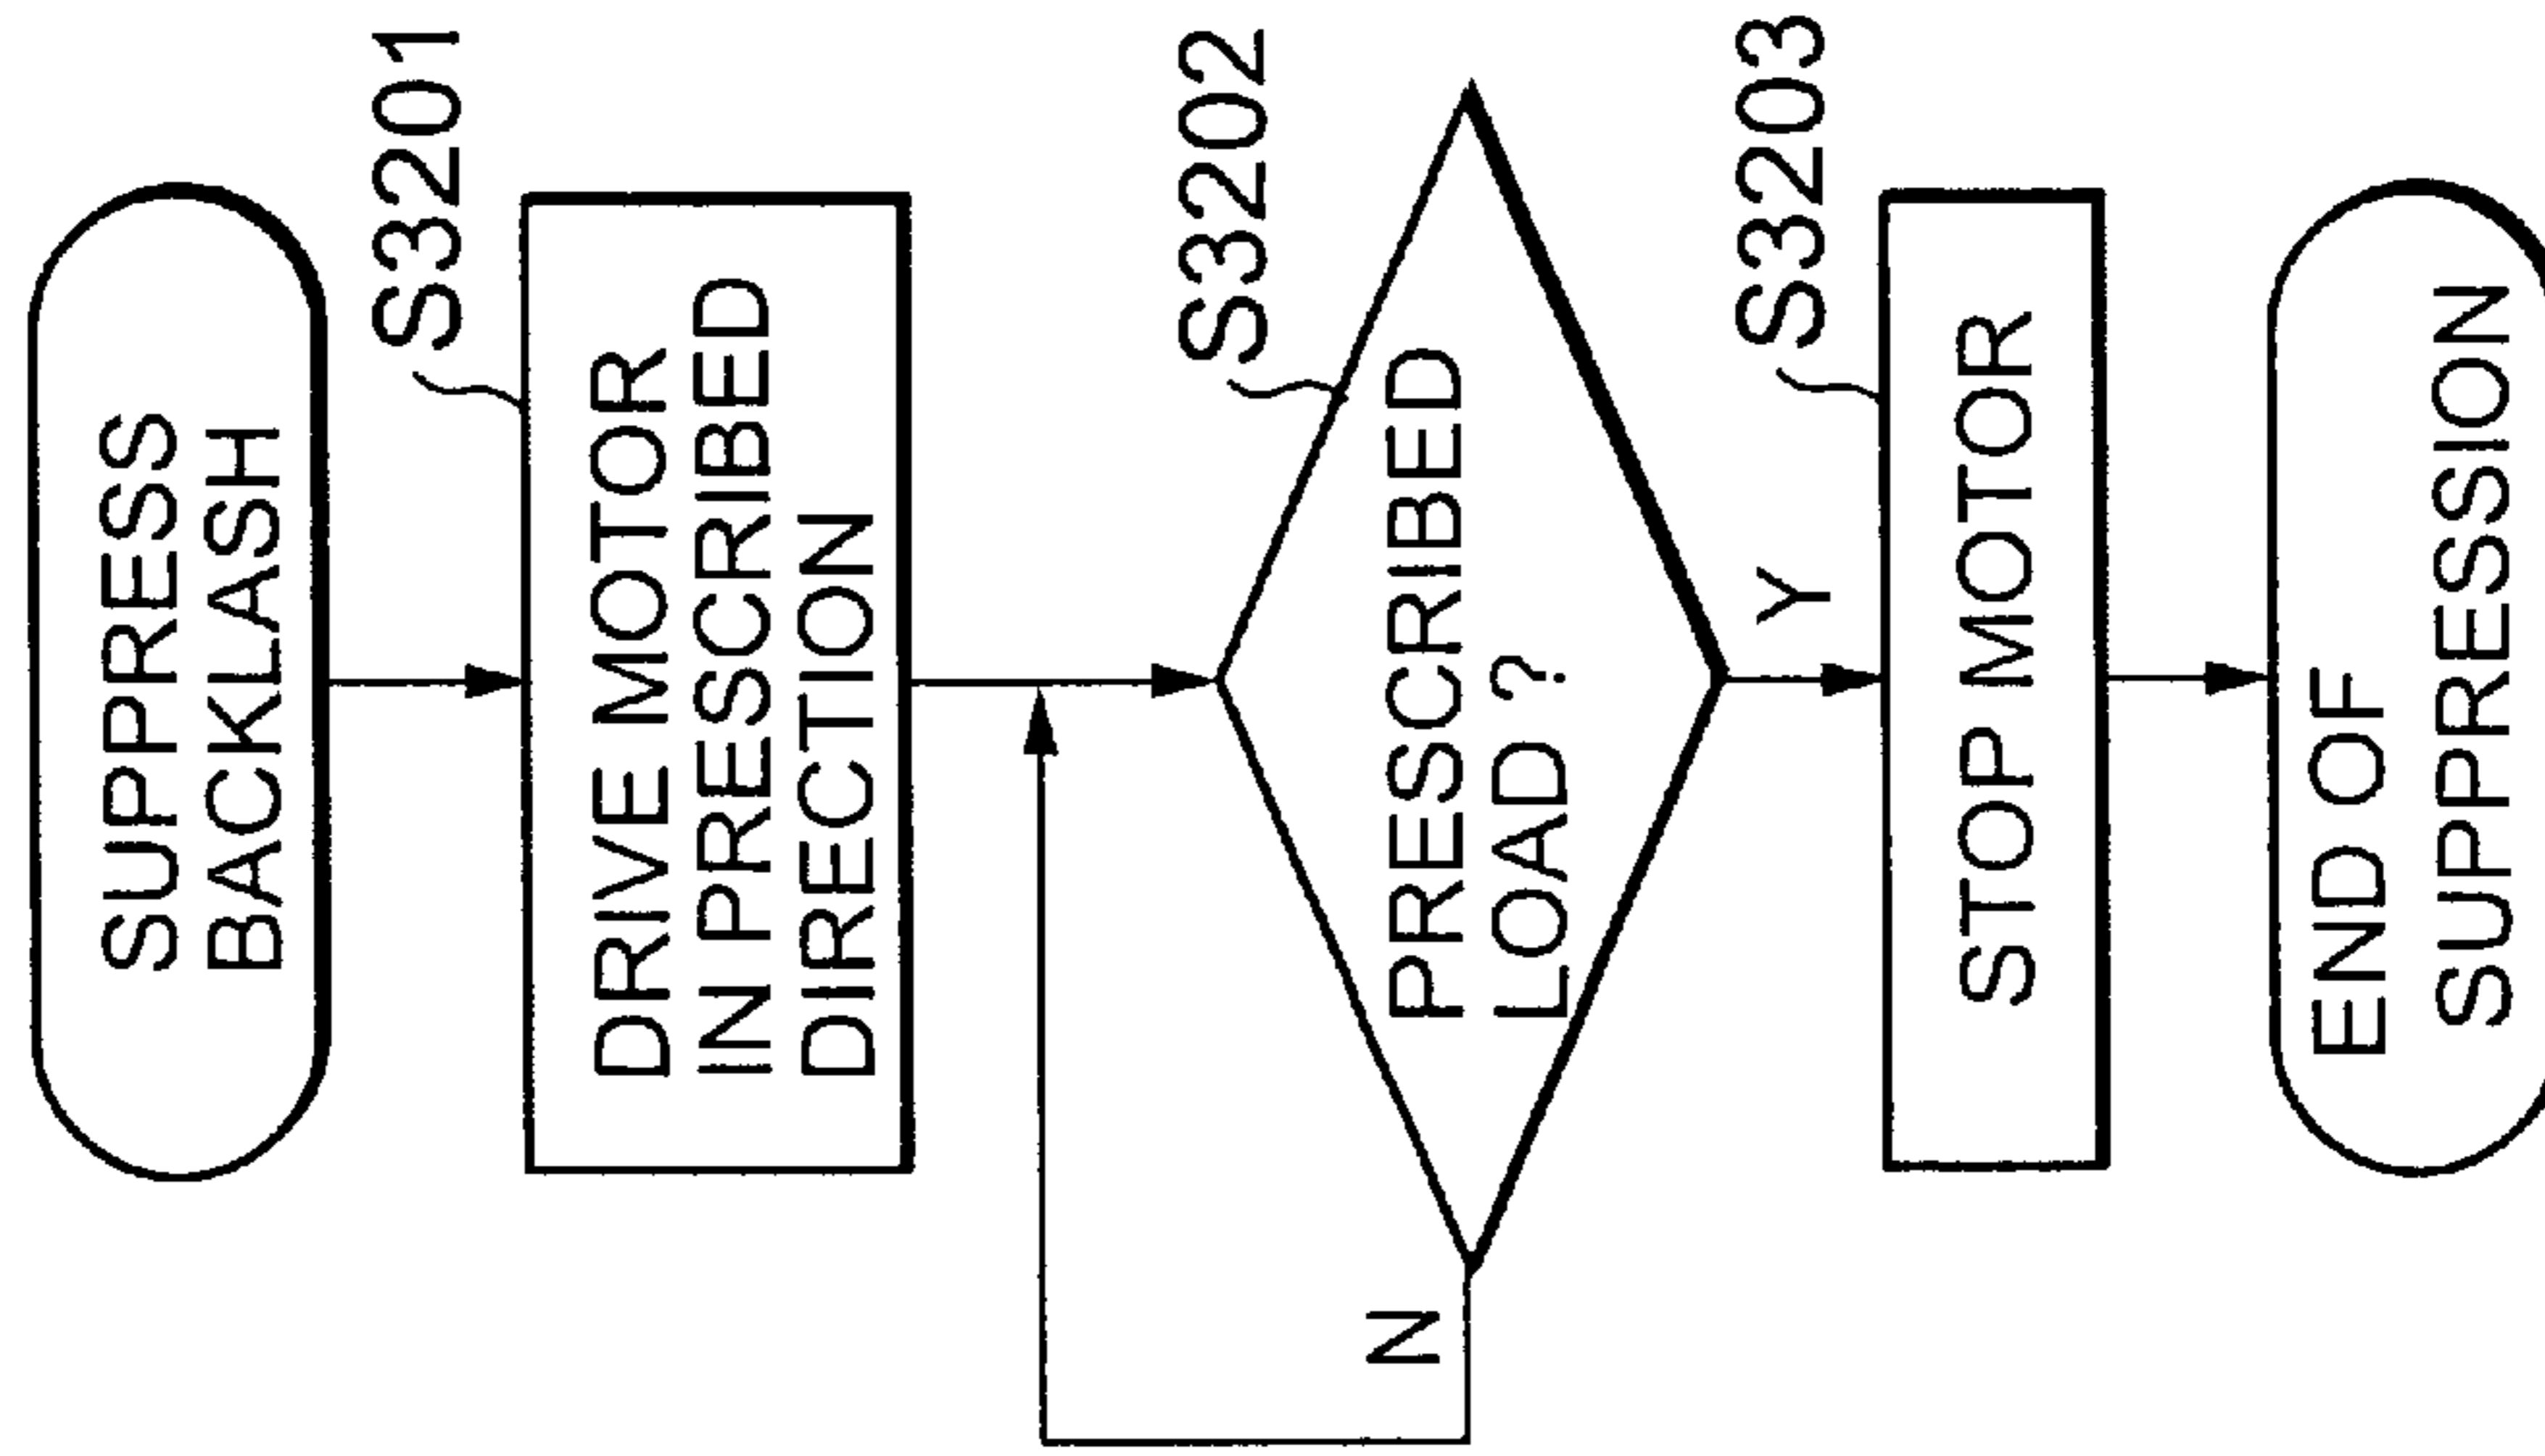 SUPPRESS
BACKLASH
S3201
DRIVE MOTOR
IN PRESCRIBED
DIRECTION
S3202
PRESCRIBED
LOAD ?
N
Y
S3203
STOP MOTOR
END OF
SUPPRESSION